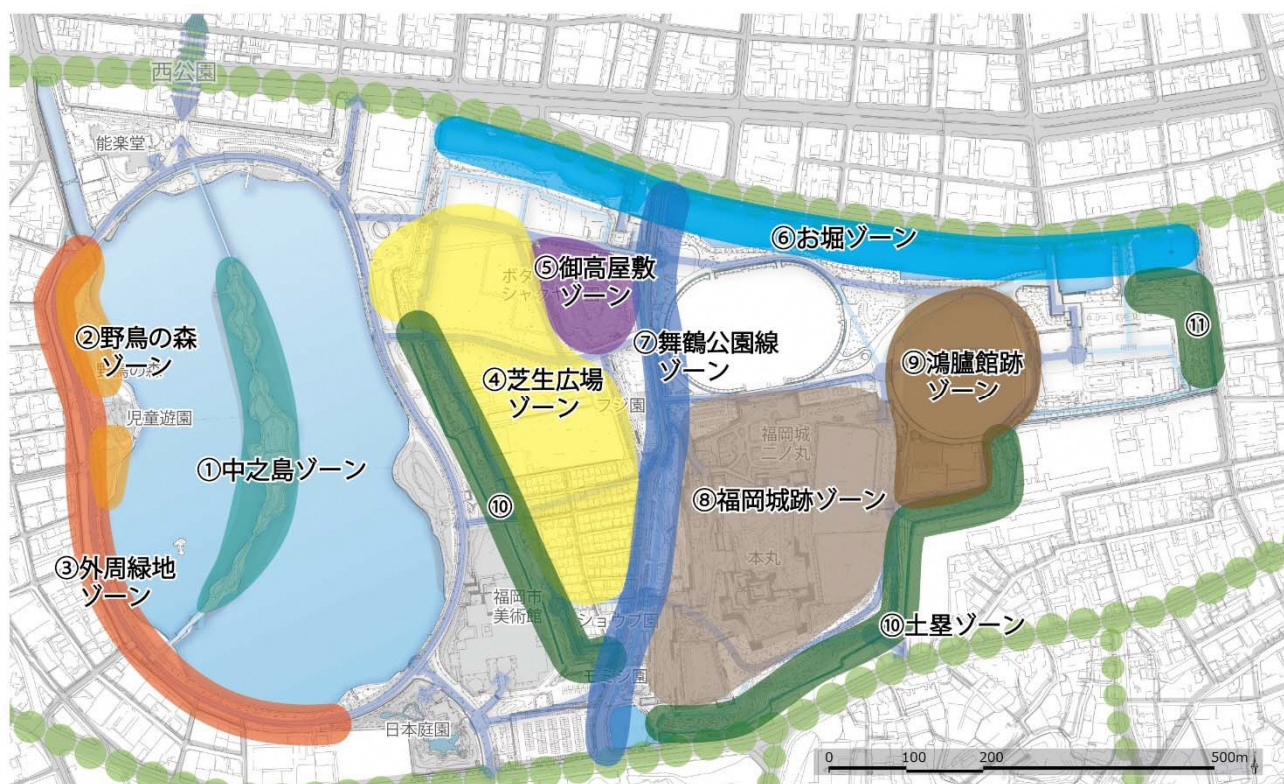 西公園
能楽堂
⑥お堀ゾーン
⑤御高屋敷
ゾーン
②野鳥の森
ゾーン
⑦舞鶴公園線
ゾーン
⑪
⑨鴻臚館跡
ゾーン
④芝生広場
ゾーン
フジ園
児童遊園
福岡城
二ノ丸
①中之島ゾーン
⑩
⑧福岡城跡ゾーン
本丸
③外周緑地
ゾーン
福岡市
美術館
ショウブ園
⑩土塁ゾーン
モミジ園
日本庭園
0 100 200 500m